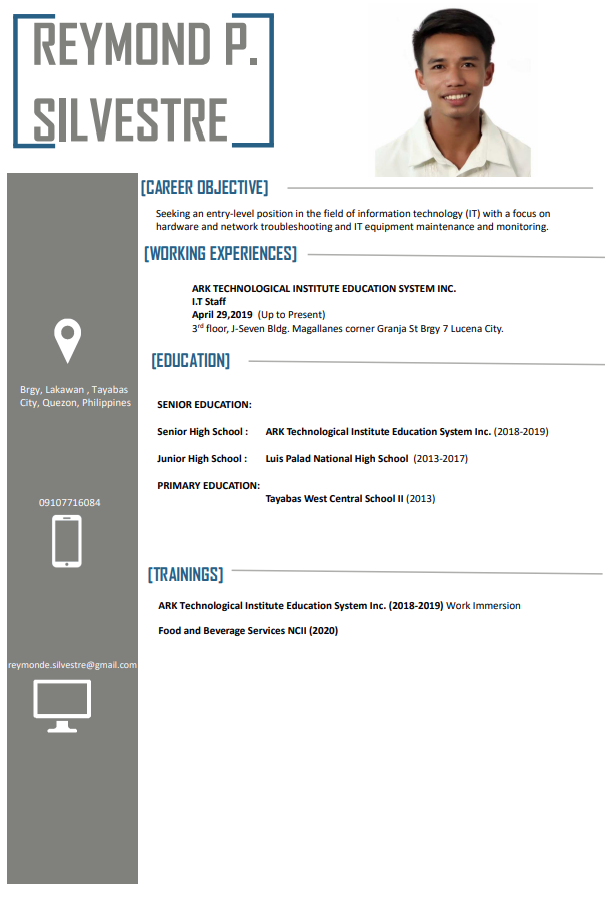 REYMOND P.
SILVESTRE
[CAREER OBJECTIVE]
Seeking an entry-level position in the field of information technology (IT) with a focus on
hardware and network troubleshooting and IT equipment maintenance and monitoring.
[WORKING EXPERIENCES]
ARK TECHNOLOGICAL INSTITUTE EDUCATION SYSTEM INC.
I.T Staff
April 29,2019 (Up to Present)
3rd floor, J-Seven Bldg. Magallanes corner Granja St Brgy 7 Lucena City.
[EDUCATION]
SENIOR EDUCATION:
Senior High School : ARK Technological Institute Education System Inc. (2018-2019)
Junior High School : Luis Palad National High School (2013-2017)
PRIMARY EDUCATION:
Tayabas West Central School II (2013)
[TRAININGS]
ARK Technological Institute Education System Inc. (2018-2019) Work Immersion
Food and Beverage Services NCII (2020)
Brgy, Lakawan , Tayabas
City, Quezon, Philippines
09107716084
reymonde.silvestre@gmail.com